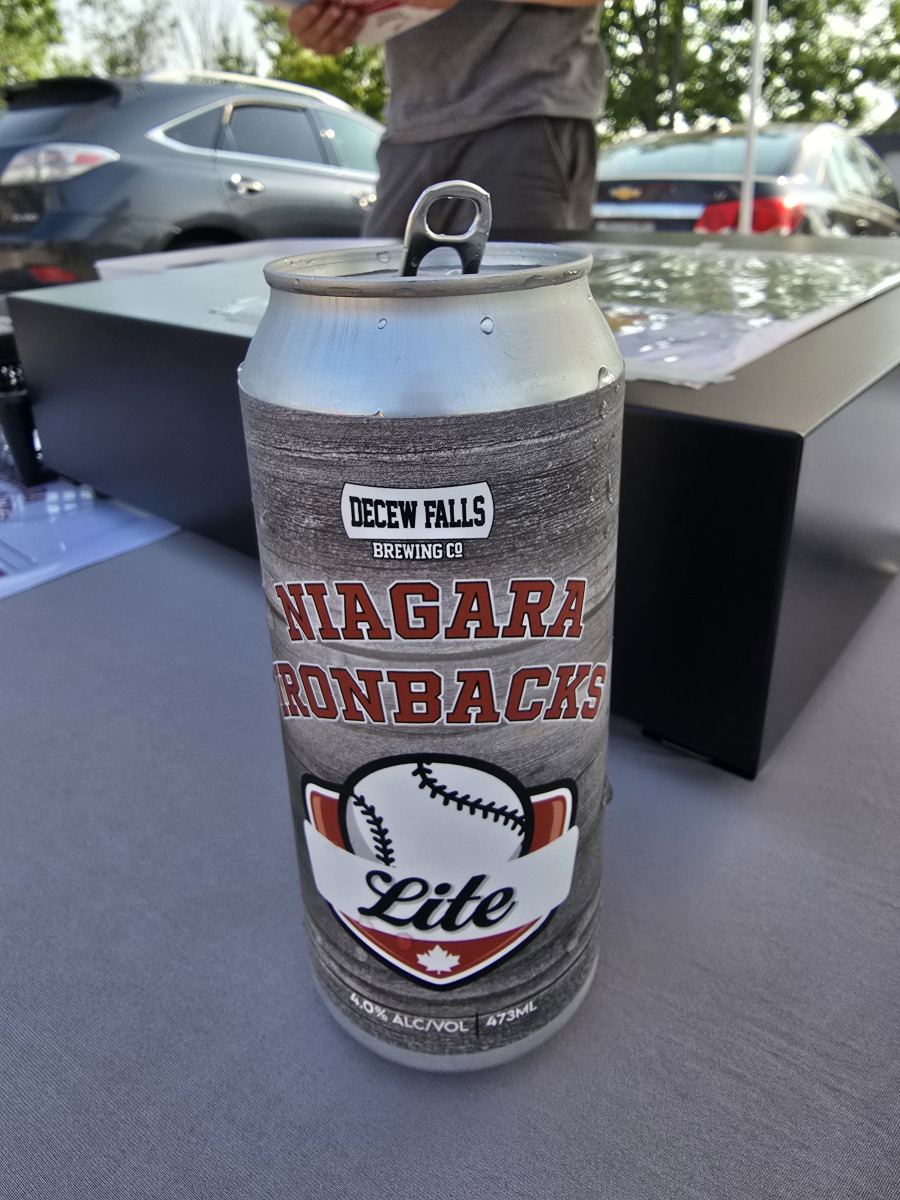 DECEW FALLS
BREWING CO
NIAGARA
IRONBACKS
Lite
4.0% ALC/VOL | 473ML